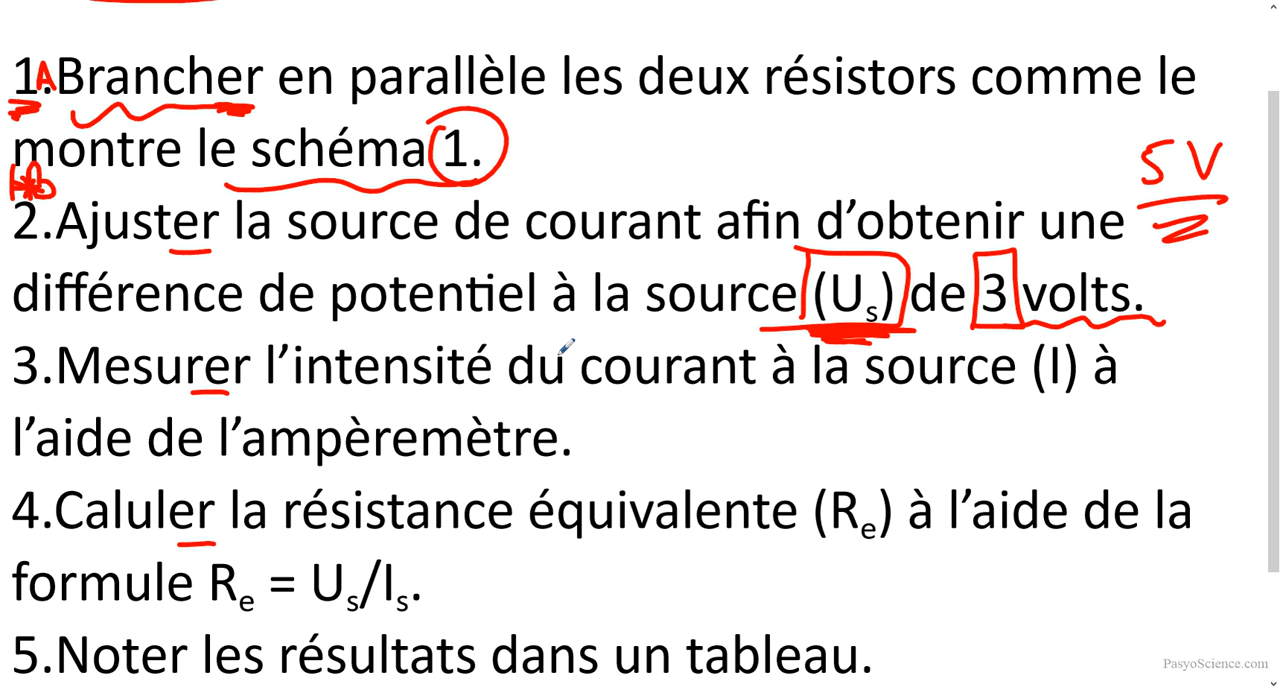 1.Brancher en parallèle les deux résistors comme le
A
montre le schéma 1.
5 V
2.Ajuster la source de courant afin d’obtenir une
différence de potentiel à la source (Us) de 3 volts.
3.Mesurer l’intensité du courant à la source (I) à
l’aide de l’ampèremètre.
4.Caluler la résistance équivalente (Re) à l’aide de la
formule Re = Us/Is.
5.Noter les résultats dans un tableau.
PasyoScience.com